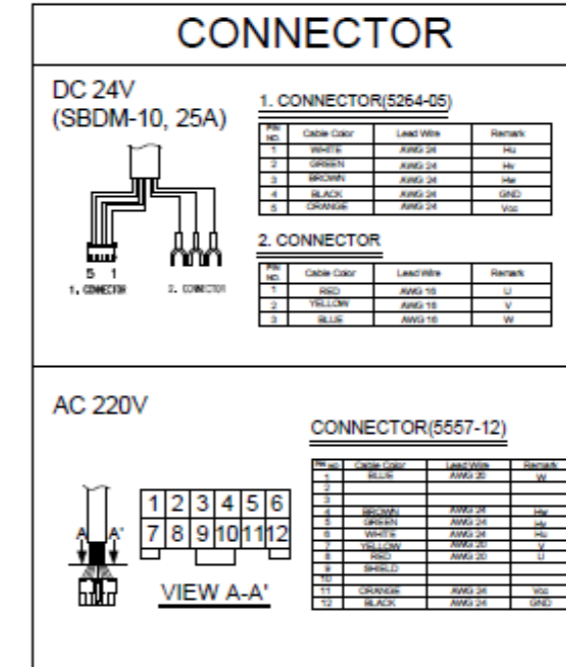 CONNECTOR
DC 24V
(SBDM-10, 25A)
1. CONNECTOR(5264-05)
PIN NO. Cable Color Lead Wire Remark
1 WHITE AWG 24 Hu
2 GREEN AWG 24 Hv
3 BROWN AWG 24 Hw
4 BLACK AWG 24 GND
5 ORANGE AWG 24 Vcc
5 1
1. CONNECTOR 2. CONNECTOR
2. CONNECTOR
PIN NO. Cable Color Lead Wire Remark
1 RED AWG 16 U
2 YELLOW AWG 16 V
3 BLUE AWG 16 W
AC 220V
CONNECTOR(5557-12)
PIN NO Cable Color Lead Wire Remark
1 BLUE AWG 20 W
2
3
4 BROWN AWG 24 Hw
5 GREEN AWG 24 Hv
6 WHITE AWG 24 Hu
7 YELLOW AWG 20 V
8 RED AWG 20 U
9 SHIELD
10
11 ORANGE AWG 24 Vcc
12 BLACK AWG 24 GND
A A'
1 2 3 4 5 6
7 8 9 10 11 12
VIEW A-A'